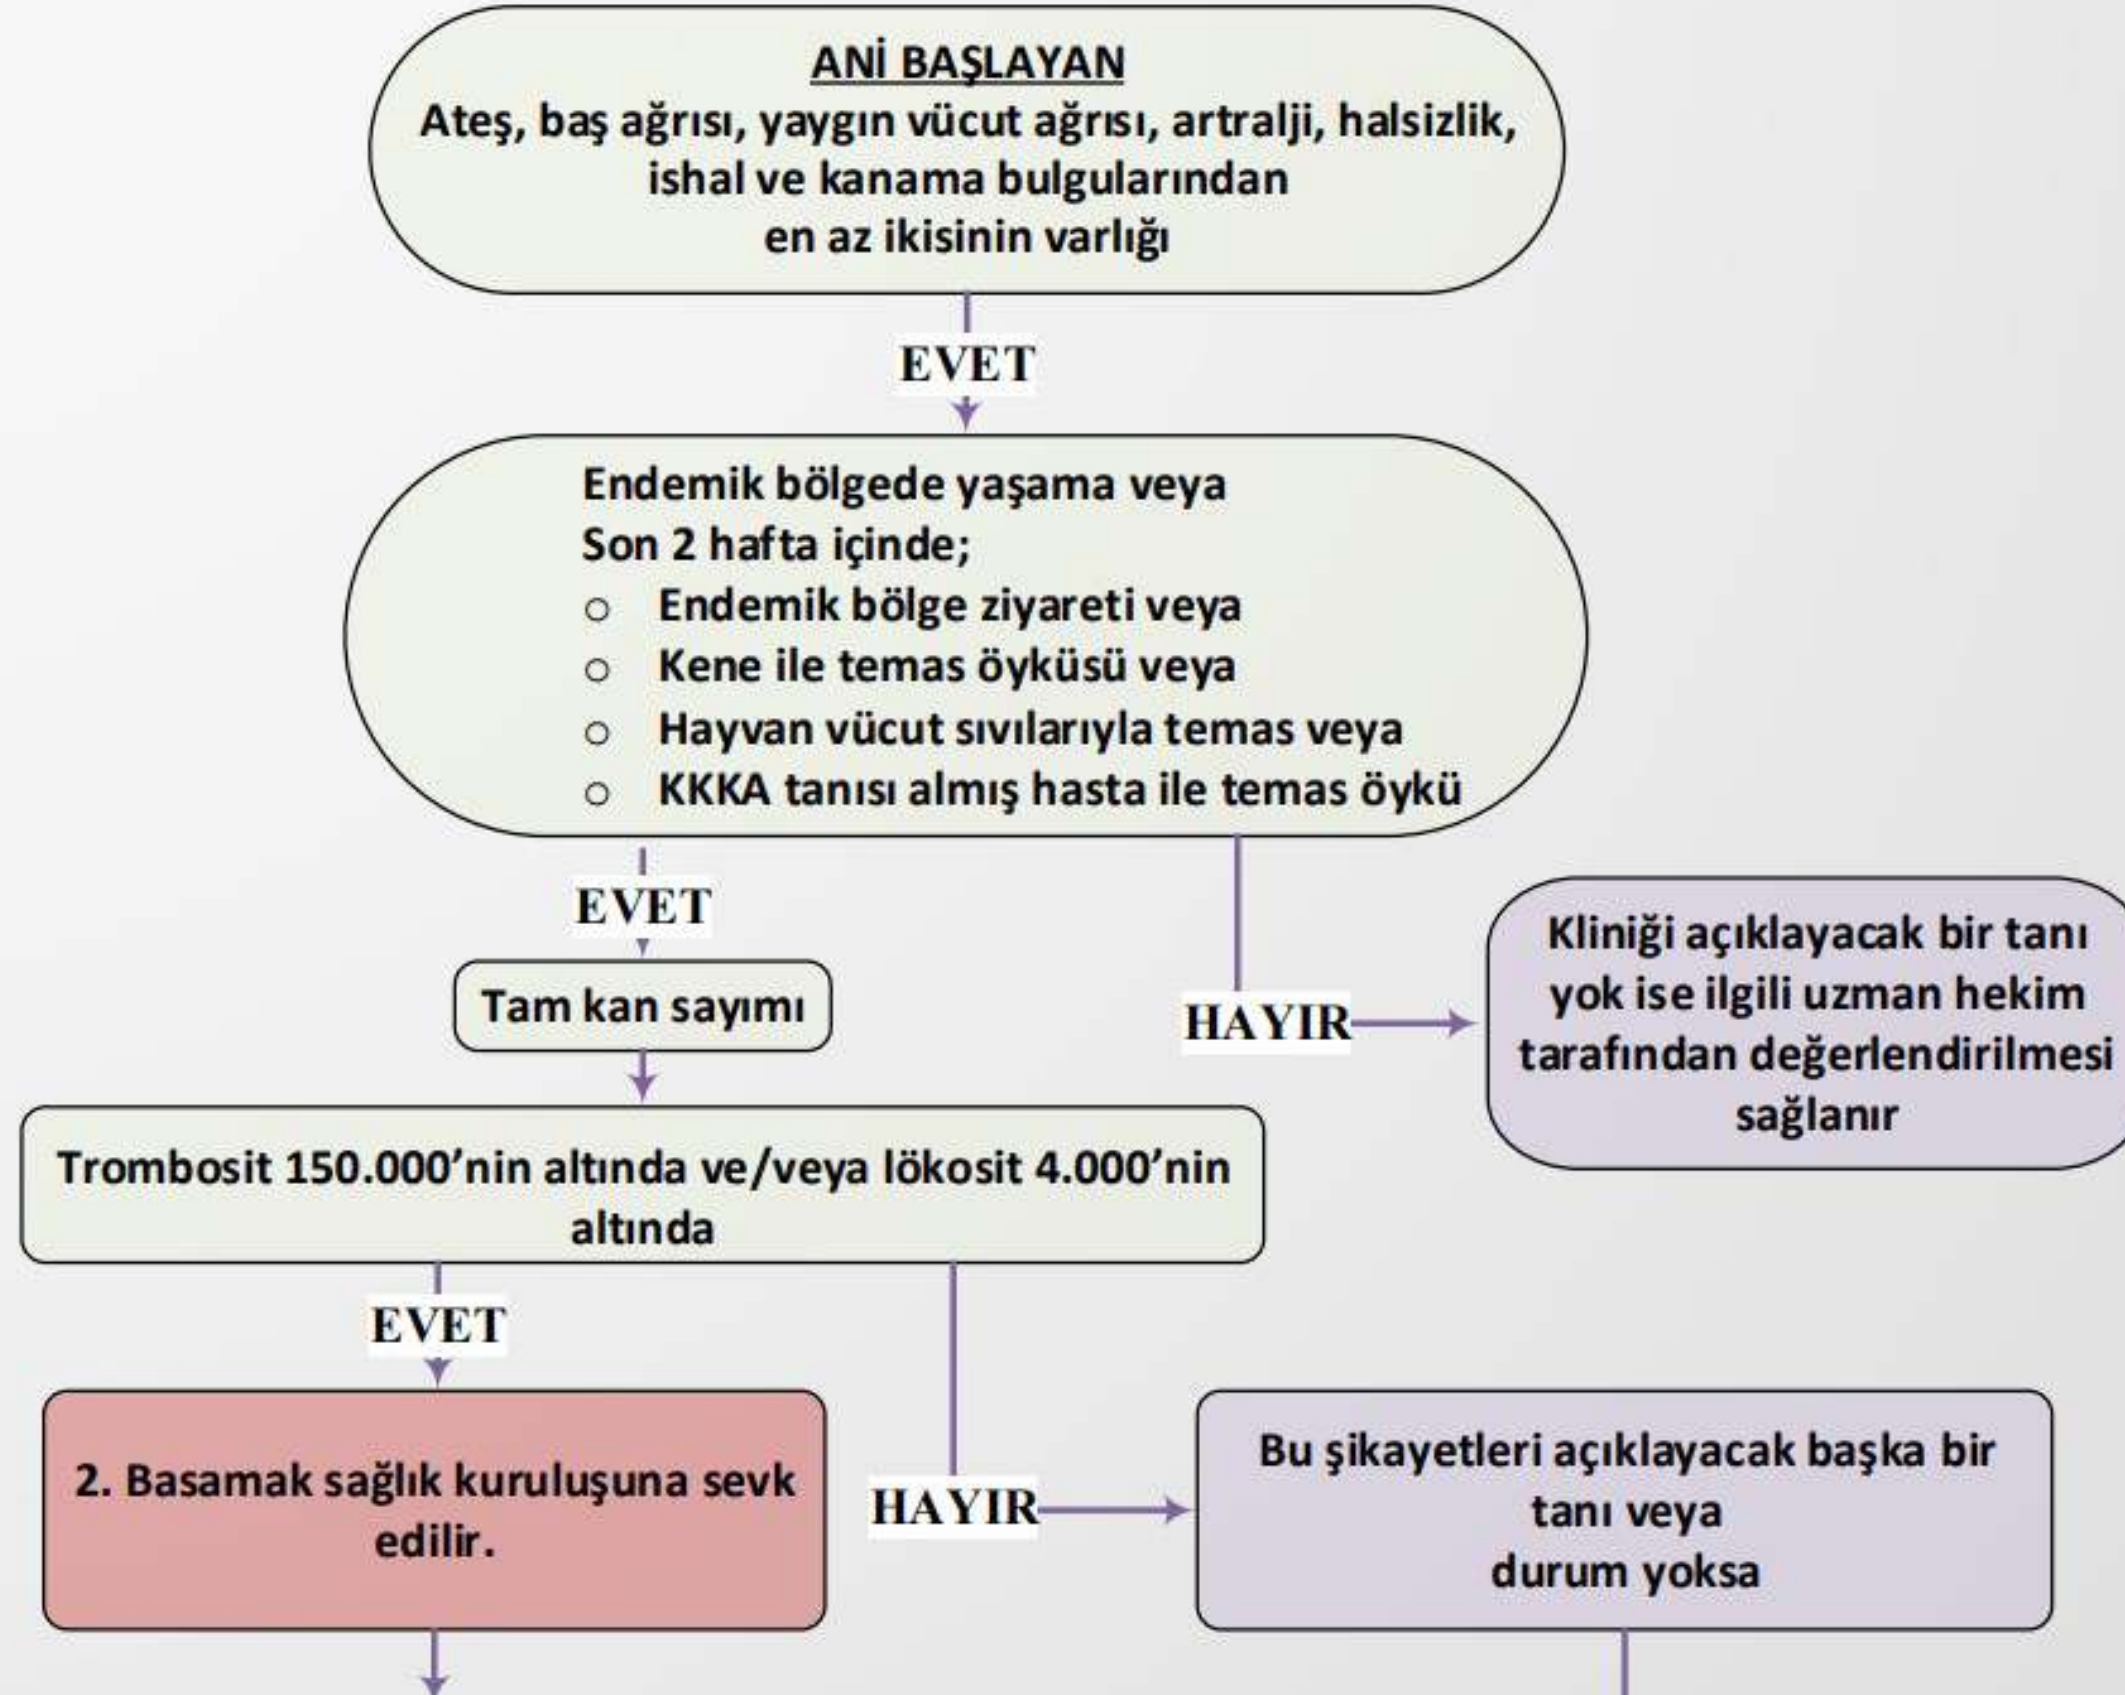 ANİ BAŞLAYAN
Ateş, baş ağrısı, yaygın vücut ağrısı, artralji, halsizlik,
ishal ve kanama bulgularından
en az ikisinin varlığı
EVET
Endemik bölgede yaşama veya
Son 2 hafta içinde;
o Endemik bölge ziyareti veya
o Kene ile temas öyküsü veya
o Hayvan vücut sıvılarıyla temas veya
o KKKA tanısı almış hasta ile temas öykü
EVET
Tam kan sayımı
HAYIR
Kliniği açıklayacak bir tanı
yok ise ilgili uzman hekim
tarafından değerlendirilmesi
sağlanır
Trombosit 150.000’nin altında ve/veya lökosit 4.000’nin
altında
EVET
2. Basamak sağlık kuruluşuna sevk
edilir.
HAYIR
Bu şikayetleri açıklayacak başka bir
tanı veya
durum yoksa